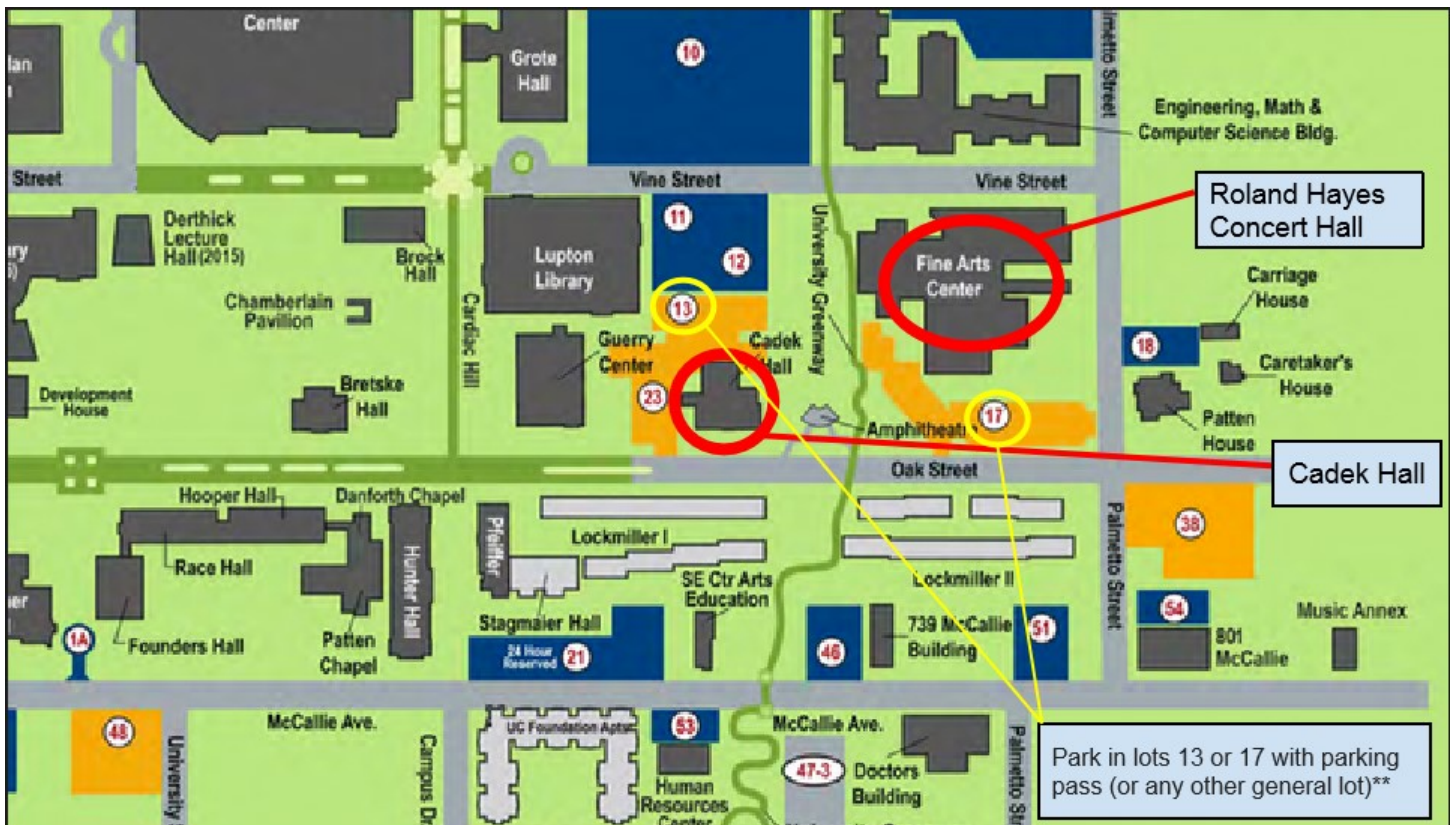 Center
lan
Grote
Hall
10
Palmetto Street
Engineering, Math &
Computer Science Bldg.
Street
Vine Street
Vine Street
Roland Hayes
Concert Hall
Derthick
Lecture
Hall(2015)
Brock
Hall
Lupton
Library
11
12
University Greenway
Fine Arts
Center
Carriage
House
Chamberlain
Pavilion
Cardiac Hill
13
Guerry
Center
Cadek
Hall
18
Caretaker's
House
Development
House
Bretske
Hall
23
Amphitheatre
17
Patten
House
Oak Street
Cadek Hall
Hooper Hall
Danforth Chapel
Race Hall
Hunter Hall
Pfeiffer
Lockmiller I
Lockmiller II
Palmetto Street
38
SE Ctr Arts
Education
Founders Hall
Patten
Chapel
Stagmaier Hall
1A
24 Hour
Reserved
21
46
739 McCallie
Building
51
54
801
McCallie
Music Annex
48
McCallie Ave.
UC Foundation Apts.
53
McCallie Ave.
University
Campus Dr
Human
Resources
Center
47-3
Doctors
Building
Palmetto Str
Park in lots 13 or 17 with parking
pass (or any other general lot)**